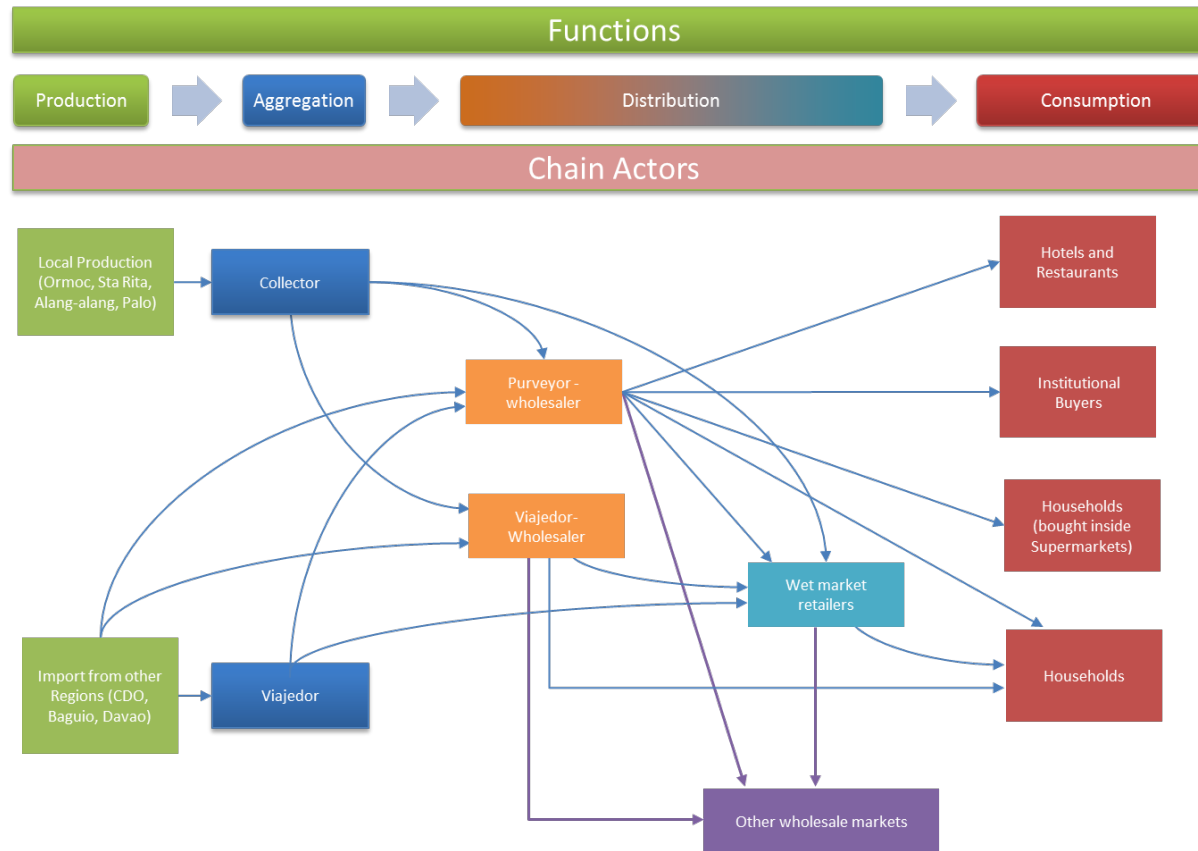 Functions
Production
Aggregation
Distribution
Consumption
Chain Actors
Local Production
(Ormoc, Sta Rita,
Alang-alang, Palo)
Collector
Hotels and
Restaurants
Purveyor -
wholesaler
Institutional
Buyers
Viajedor-
Wholesaler
Households
(bought inside
Supermarkets)
Wet market
retailers
Import from other
Regions (CDO,
Baguio, Davao)
Viajedor
Households
Other wholesale markets